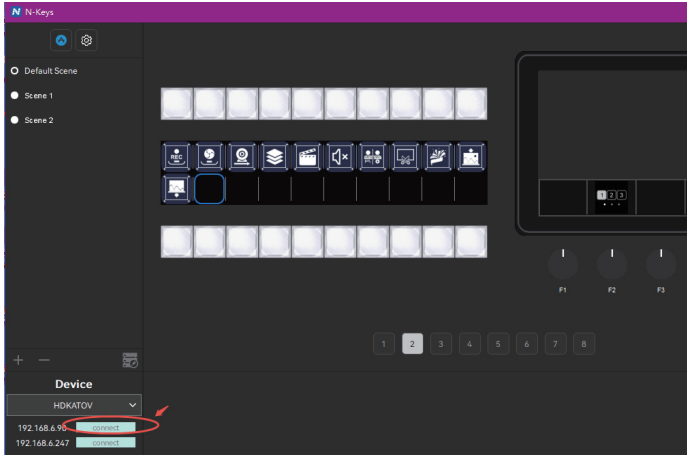 N N-Keys
Default Scene
Scene 1
Scene 2
REC
1 2 3
F1 F2 F3
1 2 3 4 5 6 7 8
Device
HDKATOV
192.168.6.90 connect
192.168.6.247 connect